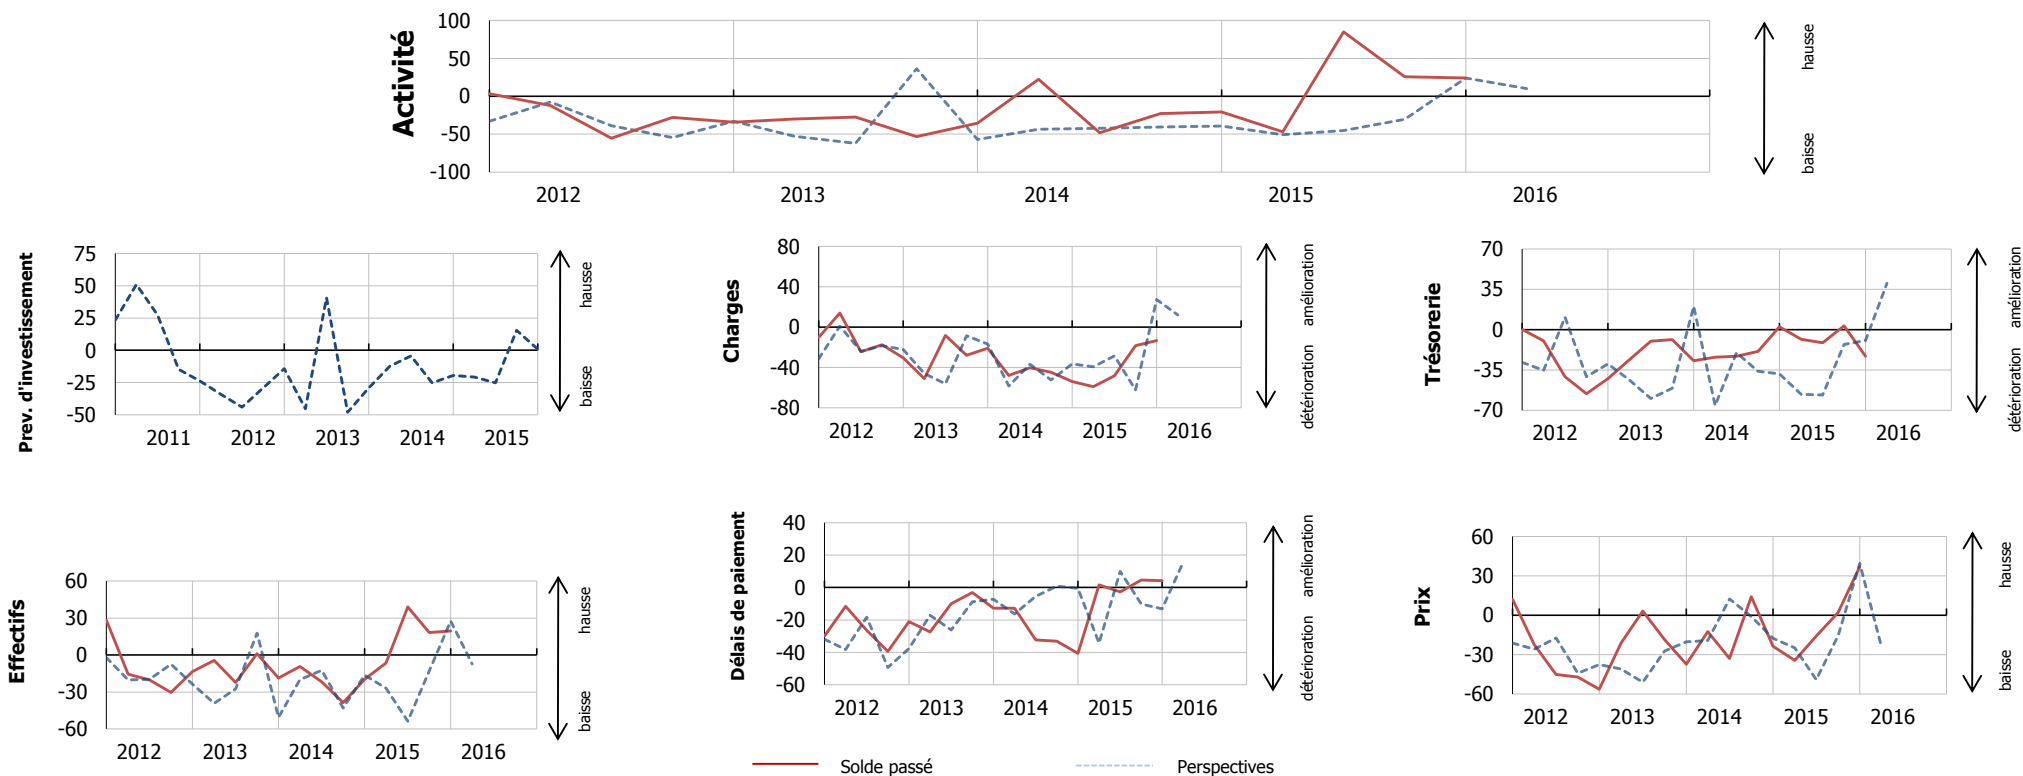 Activité
100
50
0
-50
-100
2012 2013 2014 2015 2016
hausse
baisse
Prev. d'investissement
75
50
25
0
-25
-50
2011 2012 2013 2014 2015
hausse
baisse
Charges
80
40
0
-40
-80
2012 2013 2014 2015 2016
amélioration
détérioration
Trésorerie
70
35
0
-35
-70
2012 2013 2014 2015 2016
amélioration
détérioration
Effectifs
60
30
0
-30
-60
2012 2013 2014 2015 2016
hausse
baisse
Délais de paiement
40
20
0
-20
-40
-60
2012 2013 2014 2015 2016
amélioration
détérioration
Prix
60
30
0
-30
-60
2012 2013 2014 2015 2016
hausse
baisse
Solde passé Perspectives